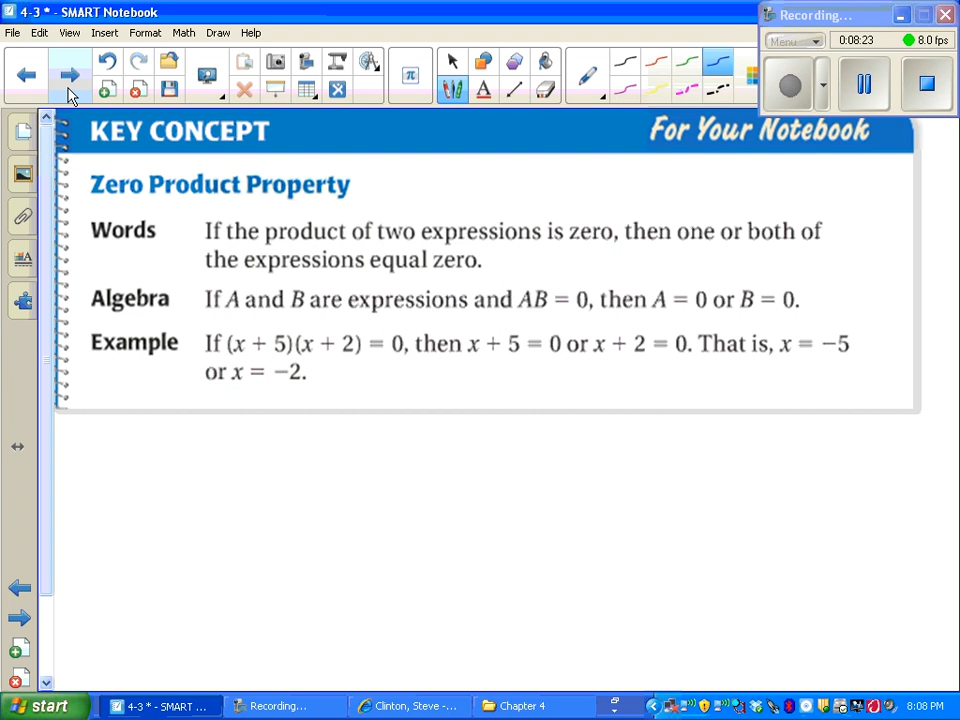 4-3 * - SMART Notebook
Recording...
File Edit View Insert Format Math Draw Help
Menu
0:08:23
8.0 fps
π
A
KEY CONCEPT
For Your Notebook
Zero Product Property
Words If the product of two expressions is zero, then one or both of
the expressions equal zero.
Algebra If A and B are expressions and AB = 0, then A = 0 or B = 0.
Example If (x + 5)(x + 2) = 0, then x + 5 = 0 or x + 2 = 0. That is, x = −5
or x = −2.
start
4-3 * - SMART ...
Recording...
Clinton, Steve -...
Chapter 4
8:08 PM